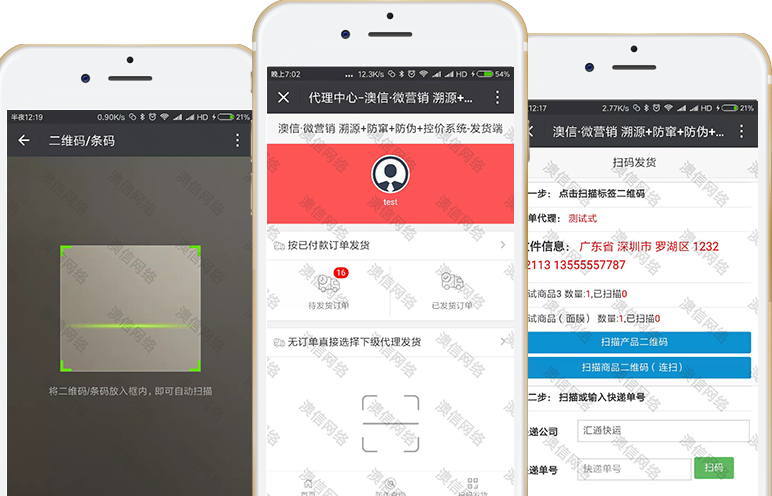 半夜12:19
0.90K/s
HD
21%
二维码/条码
将二维码/条码放入框内，即可自动扫描
晚上7:02
... 12.3K/s
HD
54%
代理中心-澳信·微营销 溯源+...
澳信·微营销 溯源+防窜+防伪+控价系统-发货端
test
按已付款订单发货
16
待发货订单
已发货订单
无订单直接选择下级代理发货
首页
扫码发货
12:17
2.77K/s
HD
21%
澳信·微营销 溯源+防窜+防伪+...
扫码发货
一步： 点击扫描标签二维码
单代理： 测试式
件信息： 广东省 深圳市 罗湖区 1232
2113 13555557787
试商品3 数量:1,已扫描0
试商品（面膜） 数量:1,已扫描0
扫描产品二维码
扫描商品二维码（连扫）
二步： 扫描或输入快递单号
递公司
汇通快运
递单号
快递单号
扫码
澳信网络